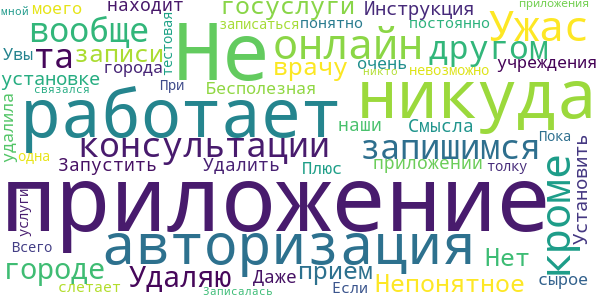 мной записаться понятно постоянно приложения
находит госуслуги Инструкция
вообще Не онлайн Ужас
Увы та записи тестовая врачу очень другом
установке города никто невозможно учреждения
связался При Бесполезная
работает никуда
удалила наши Смысла Пока
консультации запишимся
одна Запустить Удалить Плюс приложении толку
приложение кроме Установить
услуги
Всего авторизация
городе Удаляю Даже прием Нет сырое
слетает Записалась Если Непонятное